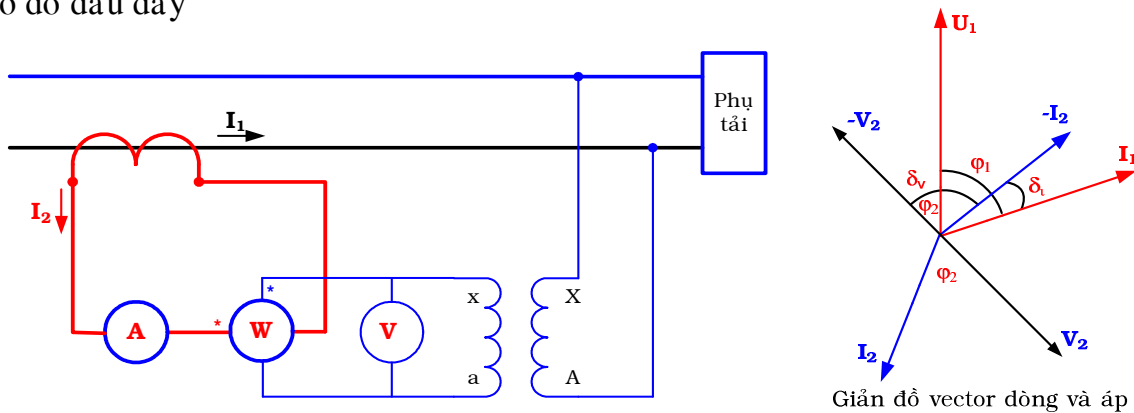 ơ đồ đấu dây
I₁
Phụ
tải
I₂
A
*
W
*
V
x
a
X
A
U₁
-V₂
-I₂
I₁
φ₁
δᵥ
φ₂
δᵢ
φ₂
I₂
V₂
Giản đồ vector dòng và áp